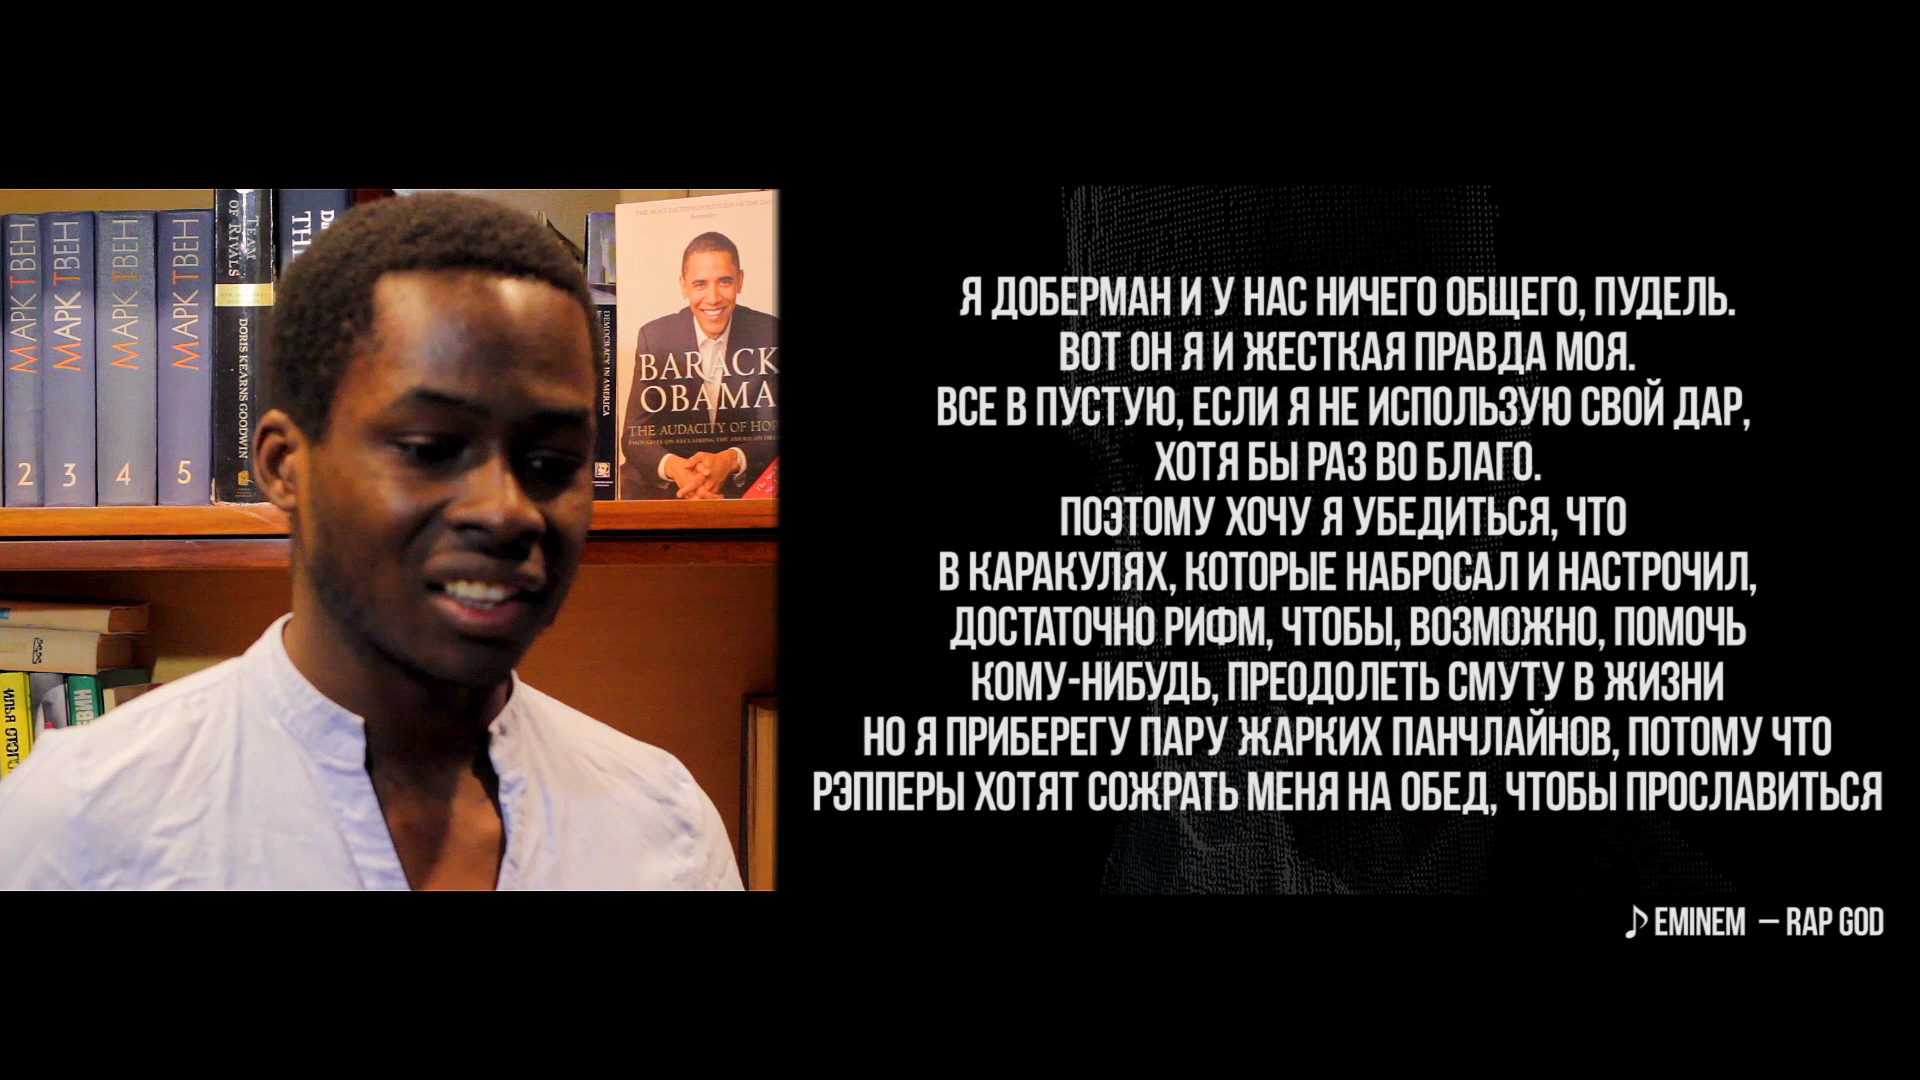 МАРК ТВЕН
2
МАРК ТВЕН
3
МАРК ТВЕН
4
МАРК ТВЕН
5
TEAM
OF RIVALS
DORIS KEARNS GOODWIN
DEMOCRACY IN AMERICA
BARACK
OBAMA
THE AUDACITY OF HOP
Я ДОБЕРМАН И У НАС НИЧЕГО ОБЩЕГО, ПУДЕЛЬ.
ВОТ ОН Я И ЖЕСТКАЯ ПРАВДА МОЯ.
ВСЕ В ПУСТУЮ, ЕСЛИ Я НЕ ИСПОЛЬЗУЮ СВОЙ ДАР,
ХОТЯ БЫ РАЗ ВО БЛАГО.
ПОЭТОМУ ХОЧУ Я УБЕДИТЬСЯ, ЧТО
В КАРАКУЛЯХ, КОТОРЫЕ НАБРОСАЛ И НАСТРОЧИЛ,
ДОСТАТОЧНО РИФМ, ЧТОБЫ, ВОЗМОЖНО, ПОМОЧЬ
КОМУ-НИБУДЬ, ПРЕОДОЛЕТЬ СМУТУ В ЖИЗНИ
НО Я ПРИБЕРЕГУ ПАРУ ЖАРКИХ ПАНЧЛАЙНОВ, ПОТОМУ ЧТО
РЭППЕРЫ ХОТЯТ СОЖРАТЬ МЕНЯ НА ОБЕД, ЧТОБЫ ПРОСЛАВИТЬСЯ
♪ EMINEM – RAP GOD